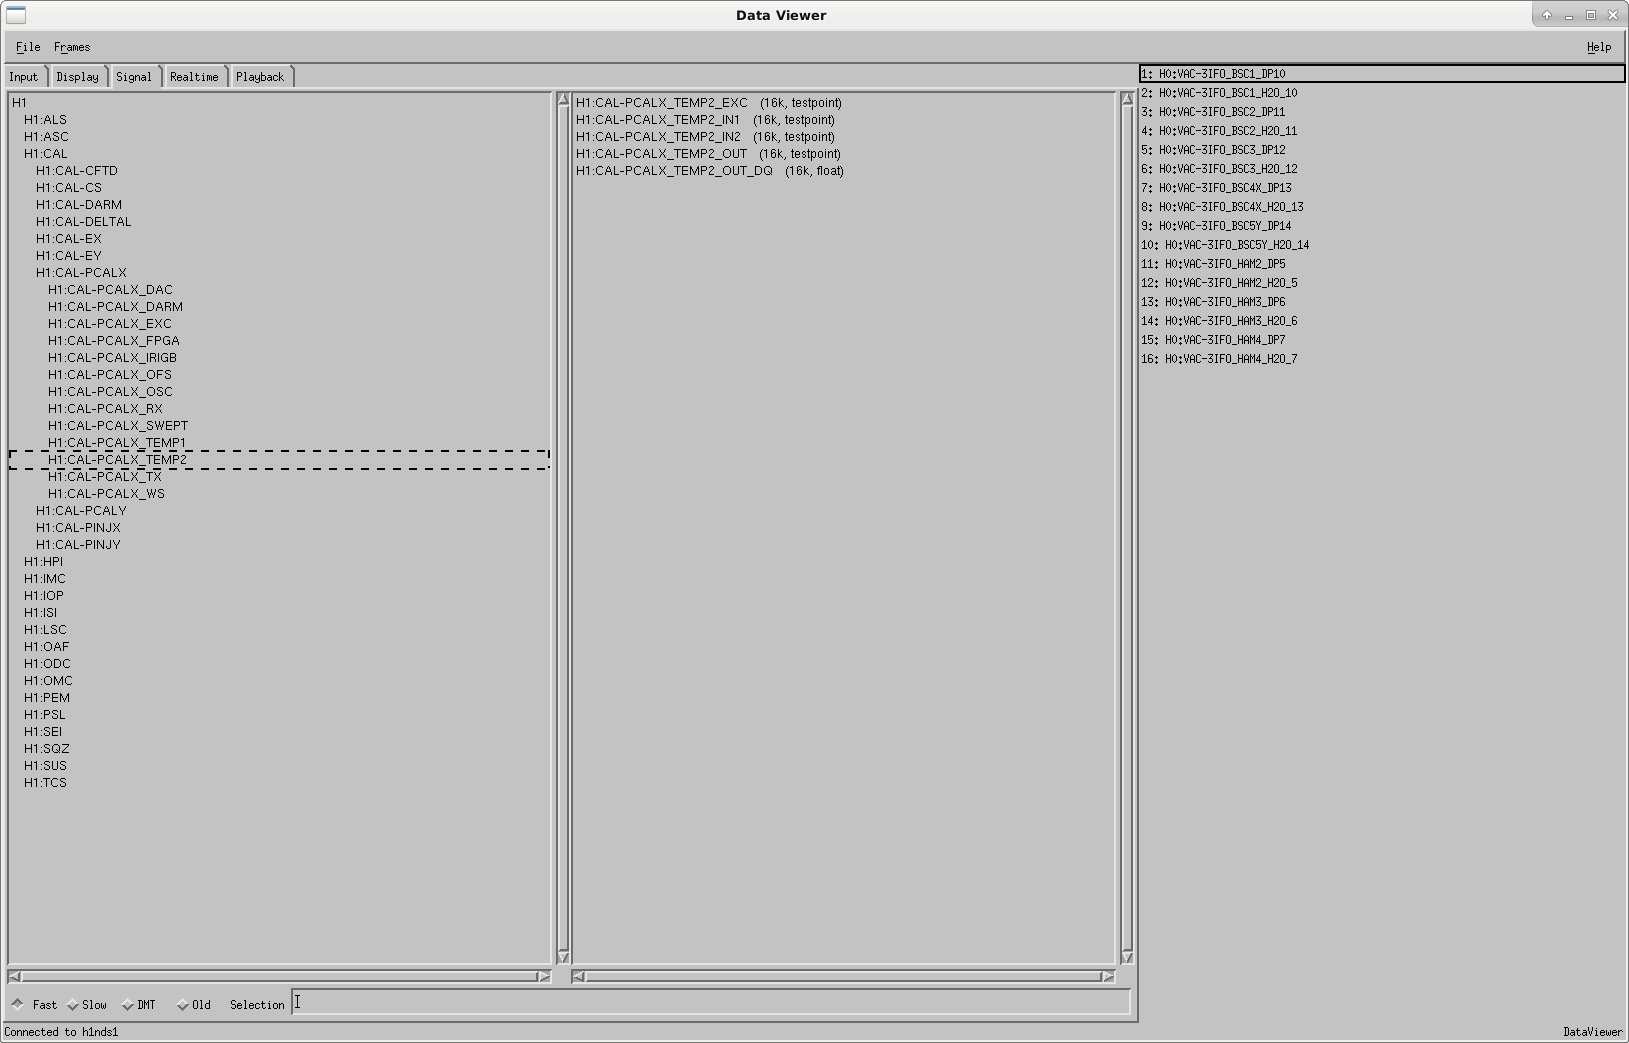 Data Viewer
File Frames Help
Input Display Signal Realtime Playback
H1
H1:ALS
H1:ASC
H1:CAL
H1:CAL-CFTD
H1:CAL-CS
H1:CAL-DARM
H1:CAL-DELTAL
H1:CAL-EX
H1:CAL-EY
H1:CAL-PCALX
H1:CAL-PCALX_DAC
H1:CAL-PCALX_DARM
H1:CAL-PCALX_EXC
H1:CAL-PCALX_FPGA
H1:CAL-PCALX_IRIGB
H1:CAL-PCALX_OFS
H1:CAL-PCALX_OSC
H1:CAL-PCALX_RX
H1:CAL-PCALX_SWEPT
H1:CAL-PCALX_TEMP1
H1:CAL-PCALX_TEMP2
H1:CAL-PCALX_TX
H1:CAL-PCALX_WS
H1:CAL-PCALY
H1:CAL-PINJX
H1:CAL-PINJY
H1:HPI
H1:IMC
H1:IOP
H1:ISI
H1:LSC
H1:OAF
H1:ODC
H1:OMC
H1:PEM
H1:PSL
H1:SEI
H1:SQZ
H1:SUS
H1:TCS
H1:CAL-PCALX_TEMP2_EXC (16k, testpoint)
H1:CAL-PCALX_TEMP2_IN1 (16k, testpoint)
H1:CAL-PCALX_TEMP2_IN2 (16k, testpoint)
H1:CAL-PCALX_TEMP2_OUT (16k, testpoint)
H1:CAL-PCALX_TEMP2_OUT_DQ (16k, float)
1: H0:VAC-3IFO_BSC1_DP10
2: H0:VAC-3IFO_BSC1_H2O_10
3: H0:VAC-3IFO_BSC2_DP11
4: H0:VAC-3IFO_BSC2_H2O_11
5: H0:VAC-3IFO_BSC3_DP12
6: H0:VAC-3IFO_BSC3_H2O_12
7: H0:VAC-3IFO_BSC4X_DP13
8: H0:VAC-3IFO_BSC4X_H2O_13
9: H0:VAC-3IFO_BSC5Y_DP14
10: H0:VAC-3IFO_BSC5Y_H2O_14
11: H0:VAC-3IFO_HAM2_DP5
12: H0:VAC-3IFO_HAM2_H2O_5
13: H0:VAC-3IFO_HAM3_DP6
14: H0:VAC-3IFO_HAM3_H2O_6
15: H0:VAC-3IFO_HAM4_DP7
16: H0:VAC-3IFO_HAM4_H2O_7
Fast Slow DMT Old Selection
Connected to h1nds1 DataViewer